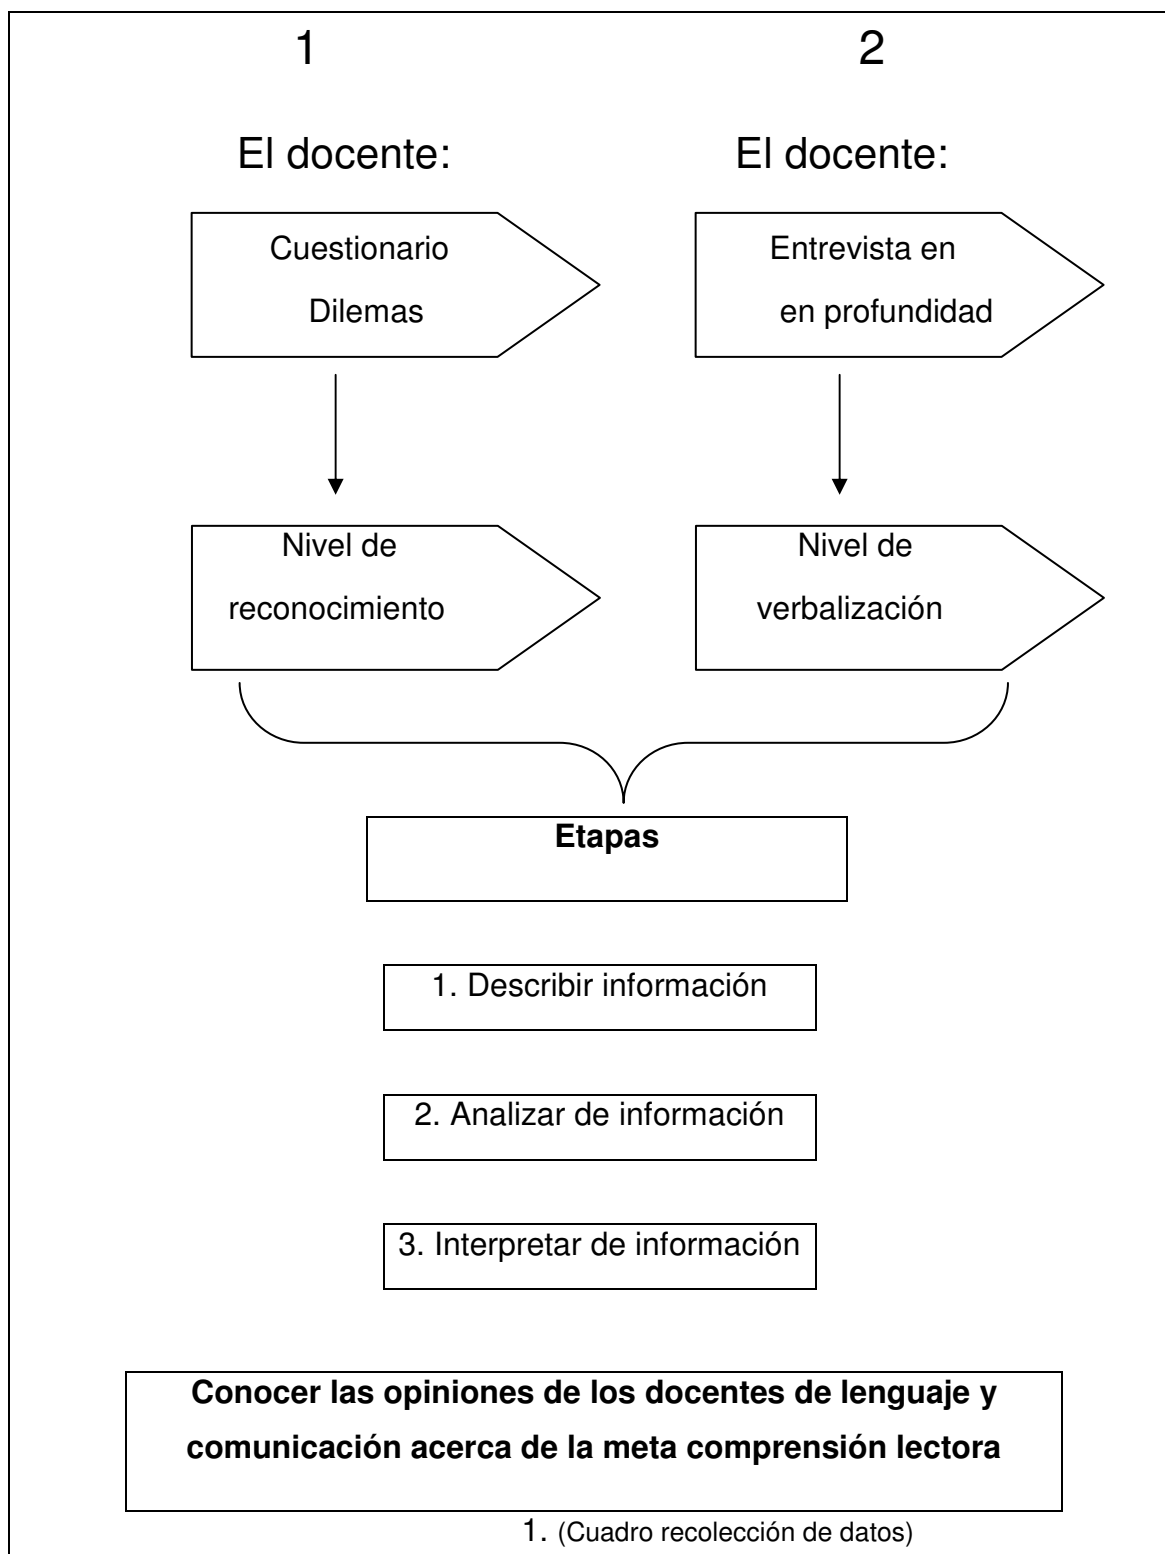 1
2
El docente:
El docente:
Cuestionario
Dilemas
Entrevista en
en profundidad
Nivel de
reconocimiento
Nivel de
verbalización
Etapas
1. Describir información
2. Analizar de información
3. Interpretar de información
Conocer las opiniones de los docentes de lenguaje y
comunicación acerca de la meta comprensión lectora
1. (Cuadro recolección de datos)